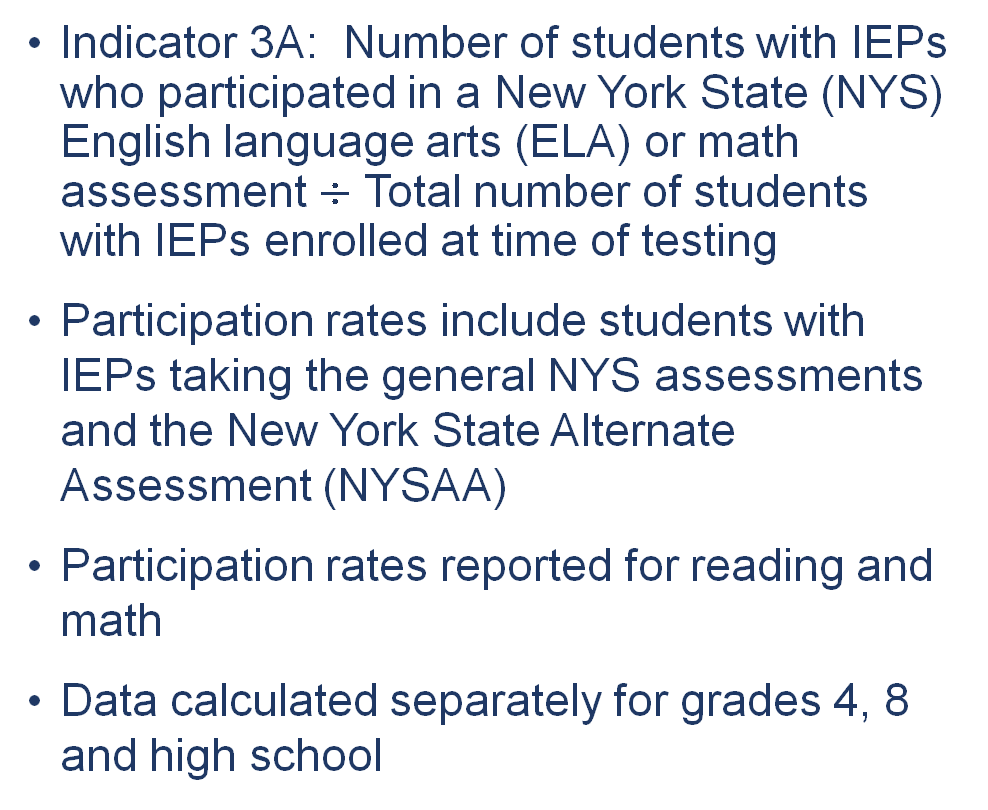 • Indicator 3A:  Number of students with IEPs
who participated in a New York State (NYS)
English language arts (ELA) or math
assessment ÷ Total number of students
with IEPs enrolled at time of testing
• Participation rates include students with
IEPs taking the general NYS assessments
and the New York State Alternate
Assessment (NYSAA)
• Participation rates reported for reading and
math
• Data calculated separately for grades 4, 8
and high school